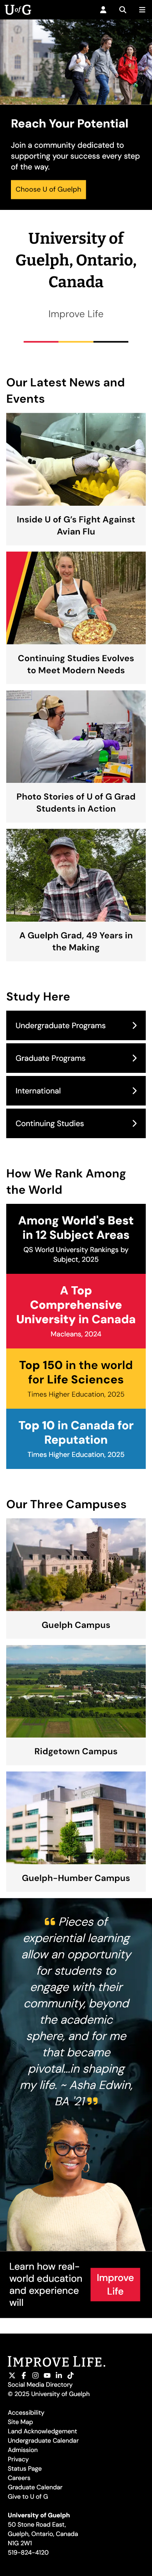 U of G
Reach Your Potential
Join a community dedicated to
supporting your success every step
of the way.
Choose U of Guelph
University of
Guelph, Ontario,
Canada
Improve Life
Our Latest News and
Events
Inside U of G's Fight Against
Avian Flu
Continuing Studies Evolves
to Meet Modern Needs
Photo Stories of U of G Grad
Students in Action
A Guelph Grad, 49 Years in
the Making
Study Here
Undergraduate Programs
Graduate Programs
International
Continuing Studies
How We Rank Among
the World
Among World's Best
in 12 Subject Areas
QS World University Rankings by
Subject, 2025
A Top
Comprehensive
University in Canada
Macleans, 2024
Top 150 in the world
for Life Sciences
Times Higher Education, 2025
Top 10 in Canada for
Reputation
Times Higher Education, 2025
Our Three Campuses
Guelph Campus
Ridgetown Campus
Guelph-Humber Campus
“ Pieces of
experiential learning
allow an opportunity
for students to
engage with their
community, beyond
the academic
sphere, and for me
that became
pivotal...in shaping
my life. ~ Asha Edwin,
BA '21 ”
Learn how real-
world education
and experience
will
Improve
Life
IMPROVE LIFE.
Social Media Directory
© 2025 University of Guelph
Accessibility
Site Map
Land Acknowledgement
Undergraduate Calendar
Admission
Privacy
Status Page
Careers
Graduate Calendar
Give to U of G
University of Guelph
50 Stone Road East,
Guelph, Ontario, Canada
N1G 2W1
519-824-4120